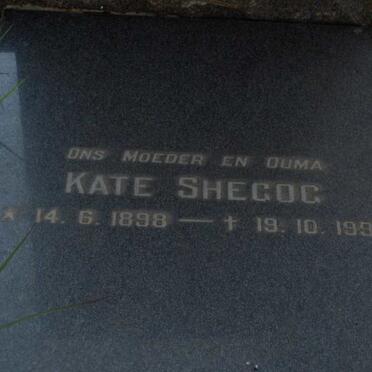 ONS MOEDER EN OUMA
KATE SHEGOG
★ 14. 6. 1898 — † 19. 10. 199